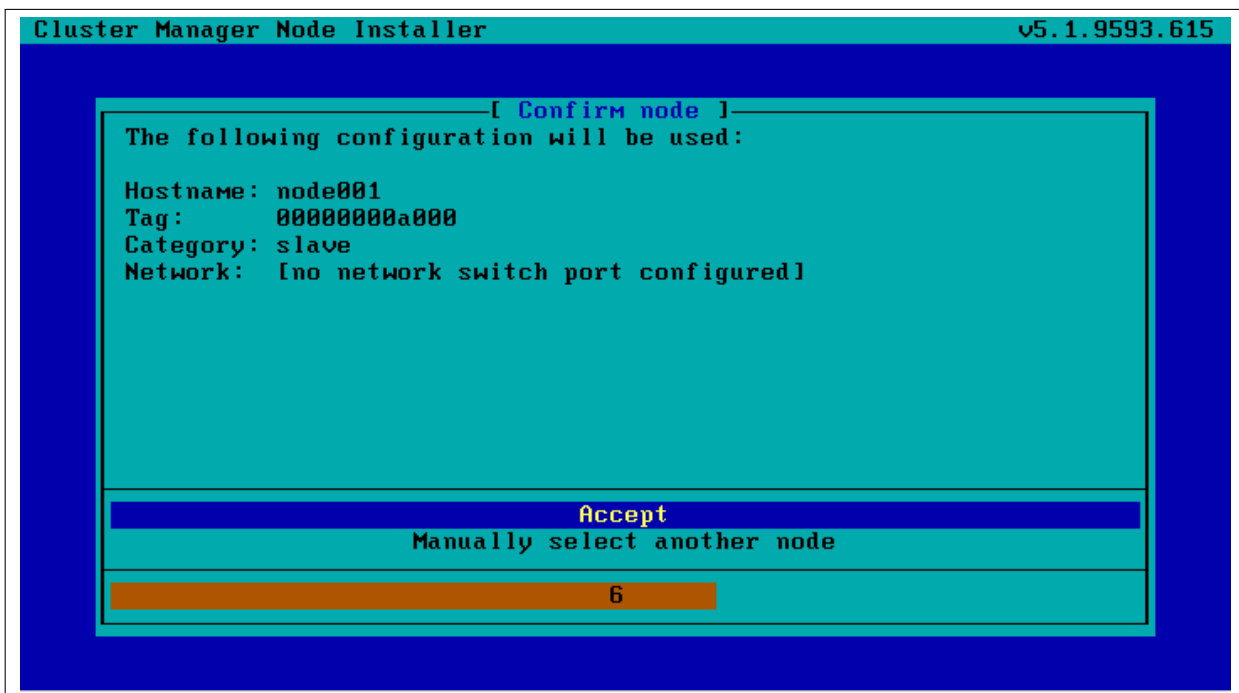 Cluster Manager Node Installer v5.1.9593.615
[ Confirm node ]
The following configuration will be used:
Hostname: node001
Tag: 00000000a000
Category: slave
Network: [no network switch port configured]
Accept
Manually select another node
6